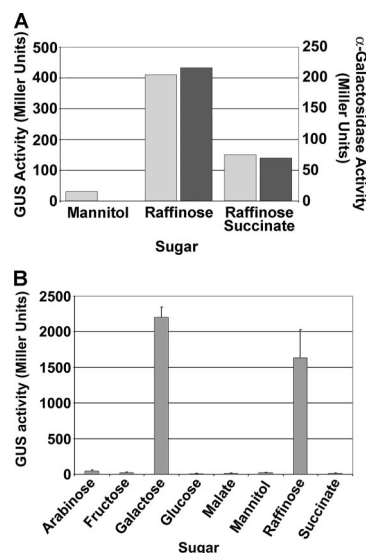 A
GUS Activity (Miller Units)
500
400
300
200
100
0
250
200
150
100
50
0
α-Galactosidase Activity
(Miller Units)
Mannitol Raffinose Raffinose
Succinate
Sugar
B
GUS activity (Miller Units)
2500
2000
1500
1000
500
0
Arabinose
Fructose
Galactose
Glucose
Malate
Mannitol
Raffinose
Succinate
Sugar